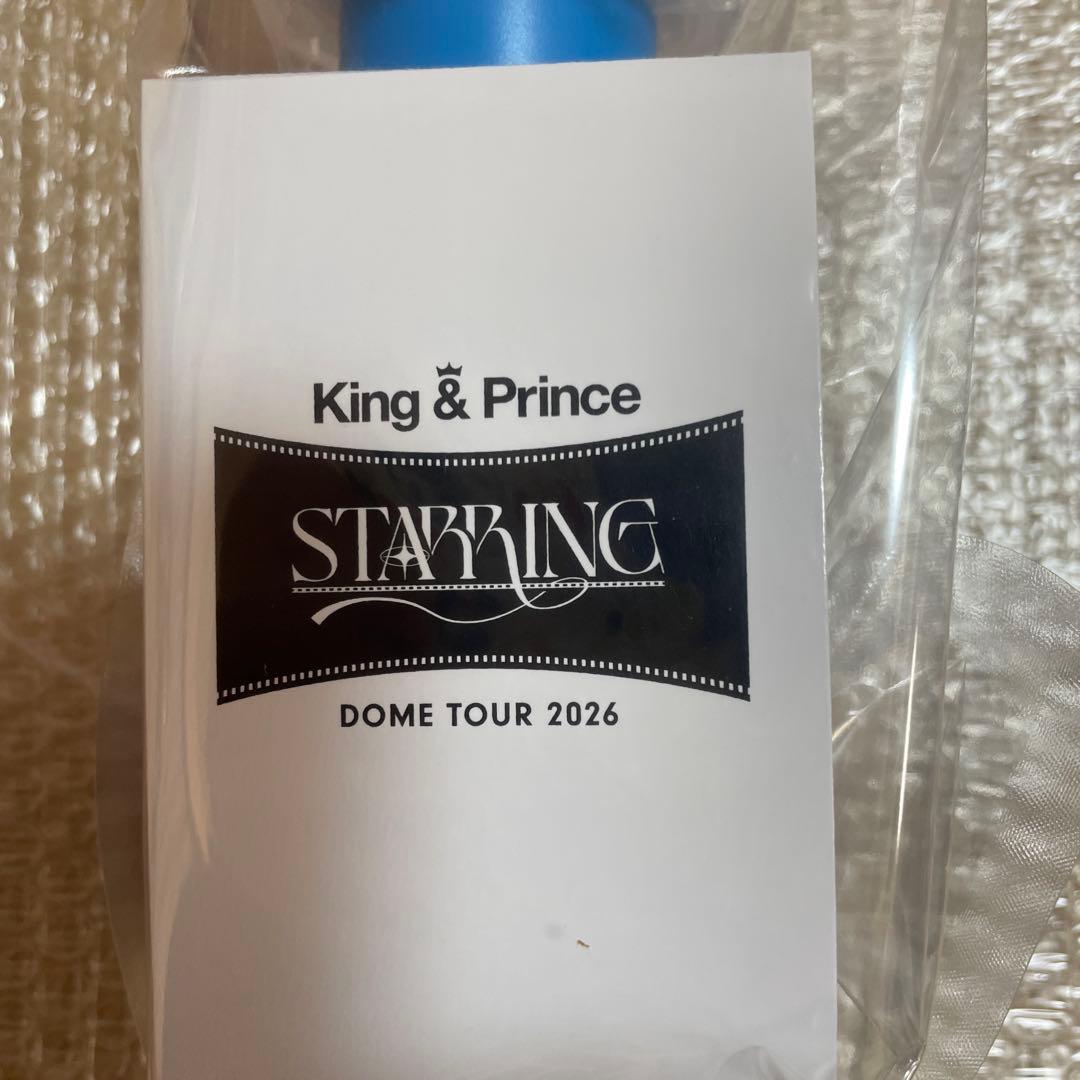 King & Prince
STARRING
DOME TOUR 2026